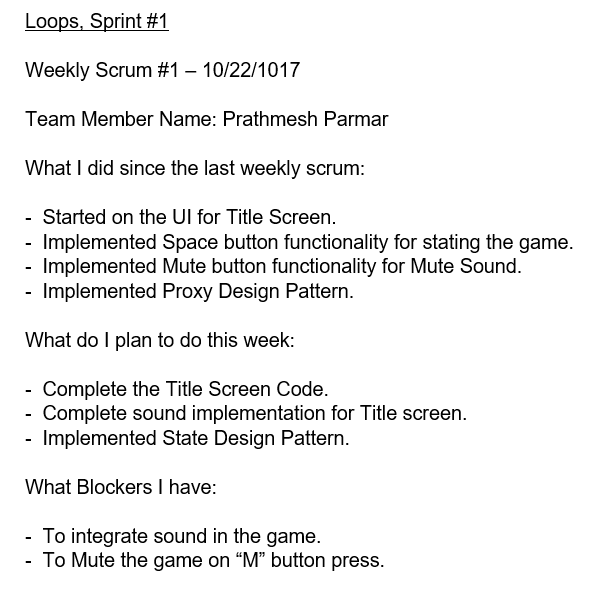 Loops, Sprint #1
Weekly Scrum #1 – 10/22/1017
Team Member Name: Prathmesh Parmar
What I did since the last weekly scrum:
- Started on the UI for Title Screen.
- Implemented Space button functionality for stating the game.
- Implemented Mute button functionality for Mute Sound.
- Implemented Proxy Design Pattern.
What do I plan to do this week:
- Complete the Title Screen Code.
- Complete sound implementation for Title screen.
- Implemented State Design Pattern.
What Blockers I have:
- To integrate sound in the game.
- To Mute the game on “M” button press.